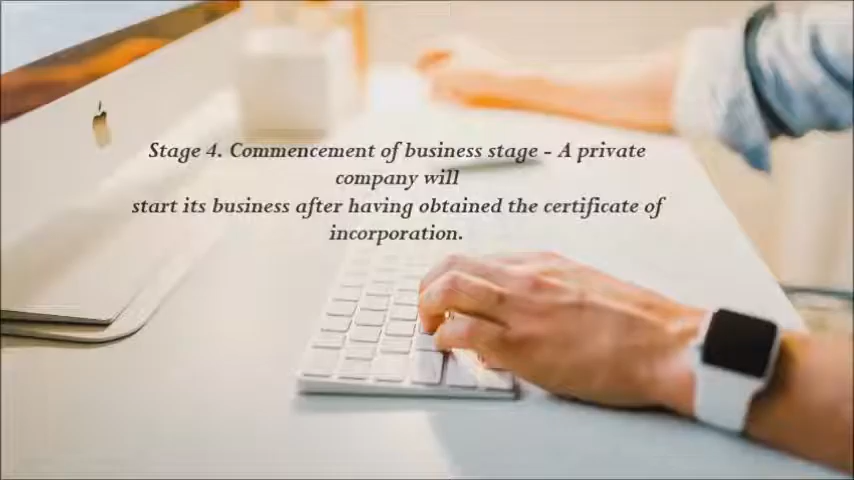 Stage 4. Commencement of business stage - A private
company will
start its business after having obtained the certificate of
incorporation.